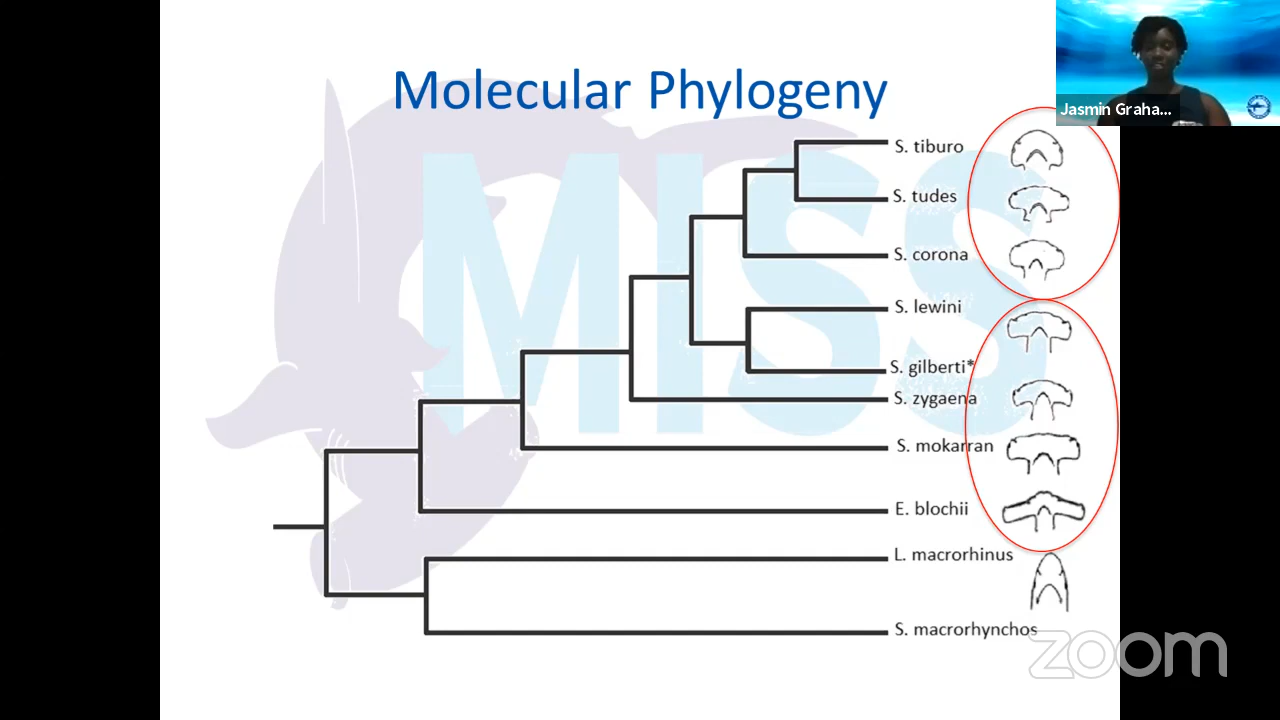 Molecular Phylogeny
Jasmin Graha...
MISS
S. tiburo
S. tudes
S. corona
S. lewini
S. gilberti*
S. zygaena
S. mokarran
E. blochii
L. macrorhinus
S. macrorhynchos
zoom